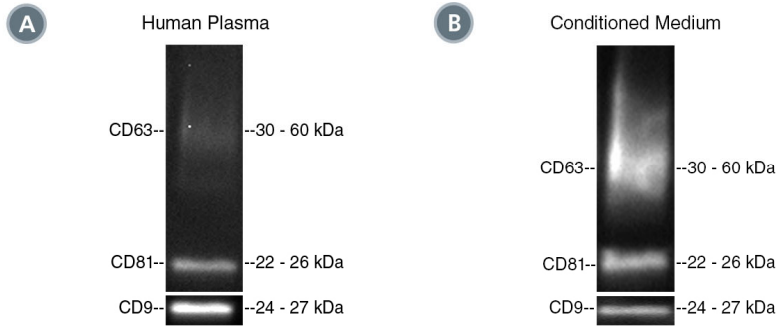 A
Human Plasma
CD63--
--30 - 60 kDa
CD81--
--22 - 26 kDa
CD9--
--24 - 27 kDa
B
Conditioned Medium
CD63--
--30 - 60 kDa
CD81--
--22 - 26 kDa
CD9--
--24 - 27 kDa